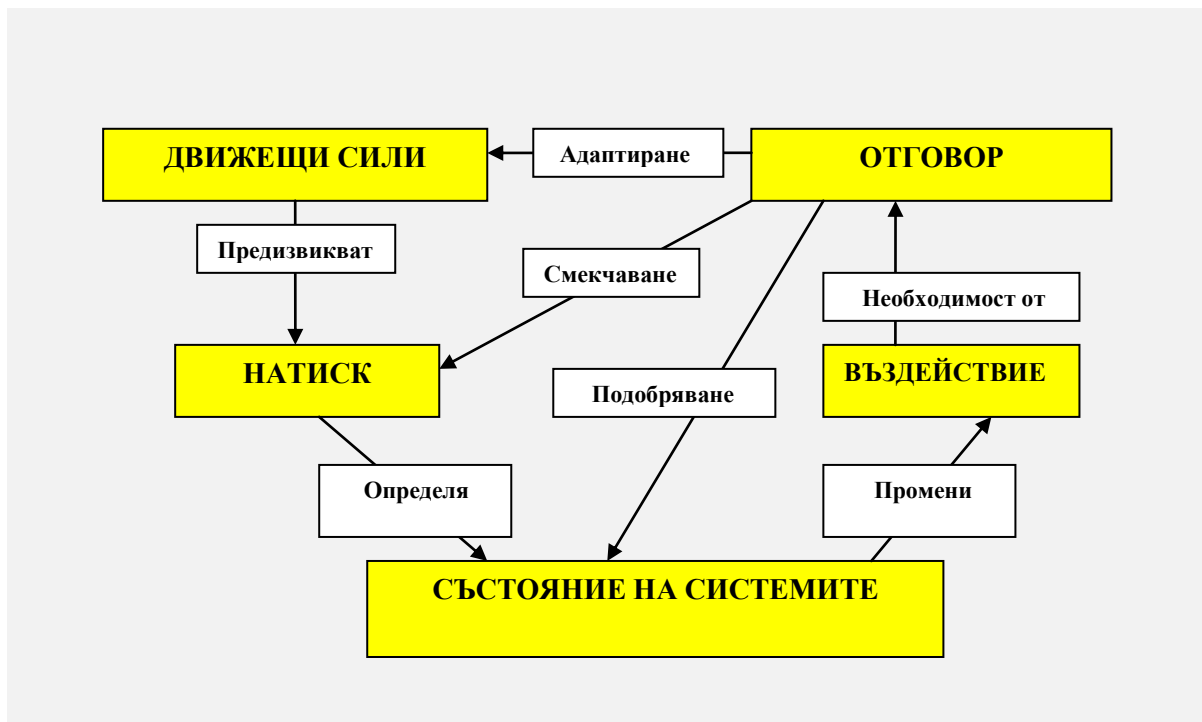 ДВИЖЕЩИ СИЛИ
Адаптиране
ОТГОВОР
Предизвикват
Смекчаване
Необходимост от
НАТИСК
Подобряване
ВЪЗДЕЙСТВИЕ
Определя
Промени
СЪСТОЯНИЕ НА СИСТЕМИТЕ